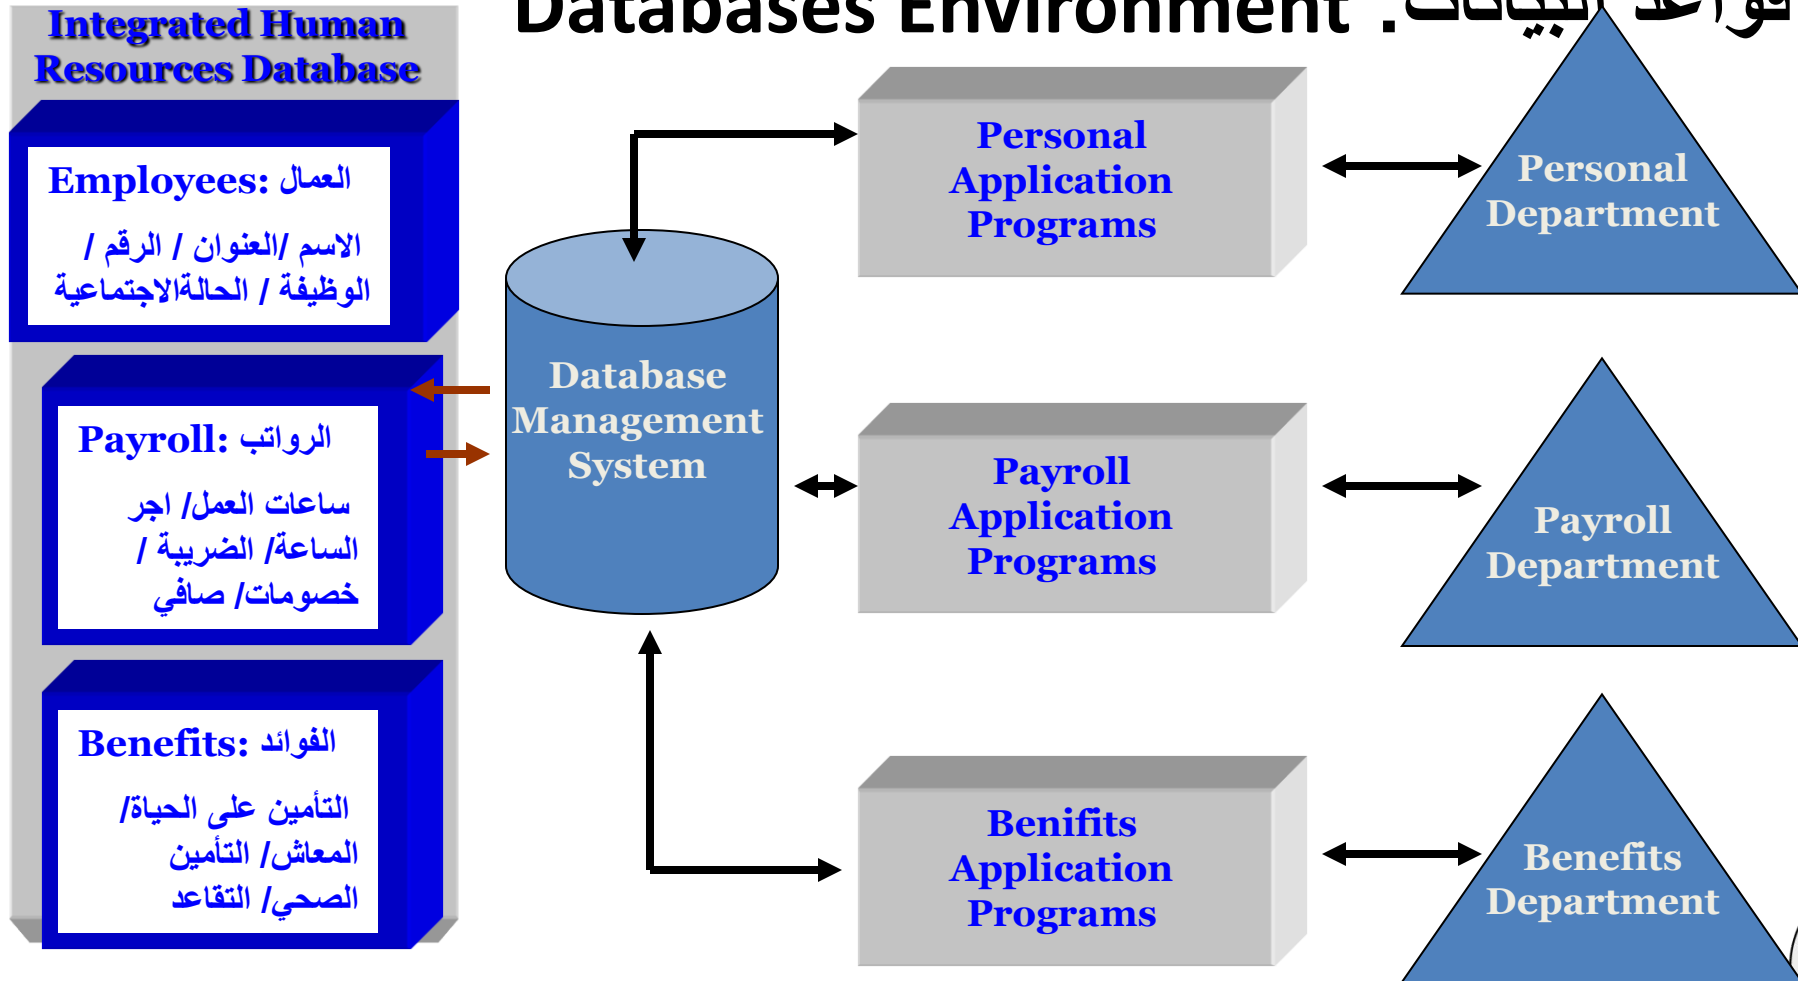 Databases Environment . قواعد البيانات
Integrated Human
Resources Database
Employees: العمال
الاسم /العنوان / الرقم /
الوظيفة / الحالةالاجتماعية
Payroll: الرواتب
ساعات العمل/ اجر
الساعة/ الضريبة /
خصومات/ صافي
Benefits: الفوائد
التأمين على الحياة/
المعاش/ التأمين
الصحي/ التقاعد
Database
Management
System
Personal
Application
Programs
Payroll
Application
Programs
Benifits
Application
Programs
Personal
Department
Payroll
Department
Benefits
Department